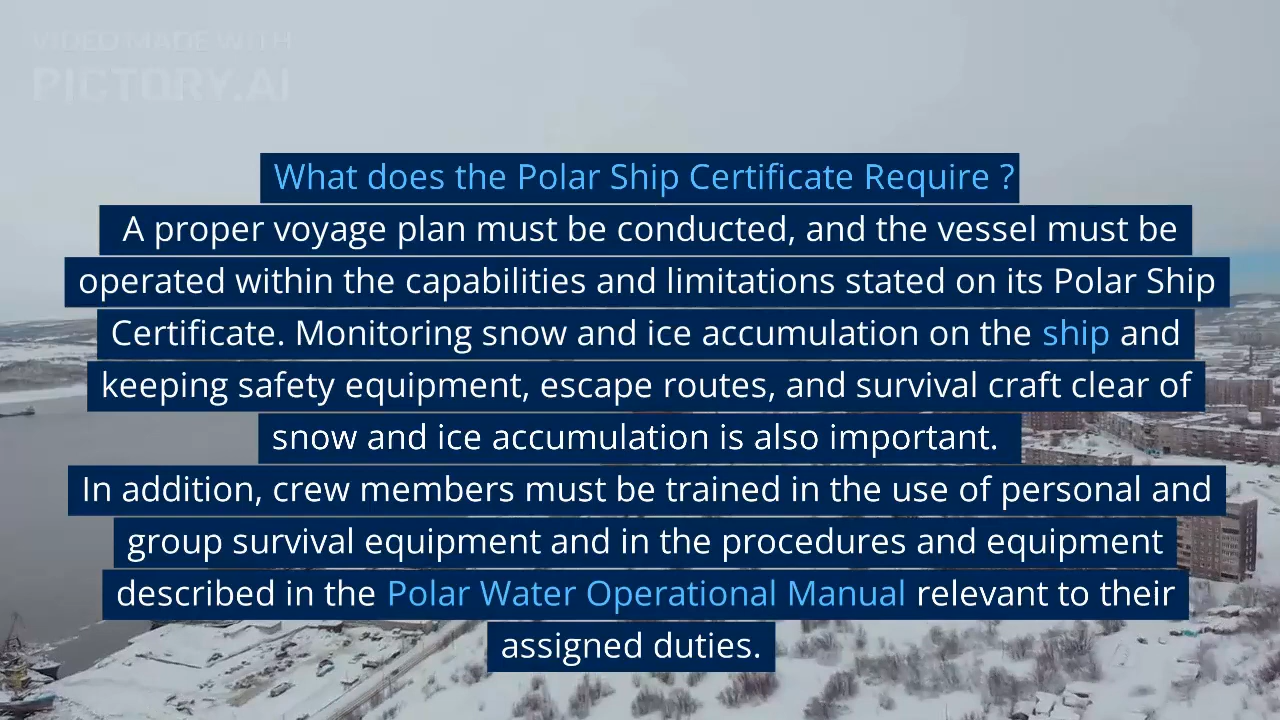 VIDEO MADE WITH
PICTORY.AI
What does the Polar Ship Certificate Require ?
A proper voyage plan must be conducted, and the vessel must be
operated within the capabilities and limitations stated on its Polar Ship
Certificate. Monitoring snow and ice accumulation on the ship and
keeping safety equipment, escape routes, and survival craft clear of
snow and ice accumulation is also important.
In addition, crew members must be trained in the use of personal and
group survival equipment and in the procedures and equipment
described in the Polar Water Operational Manual relevant to their
assigned duties.